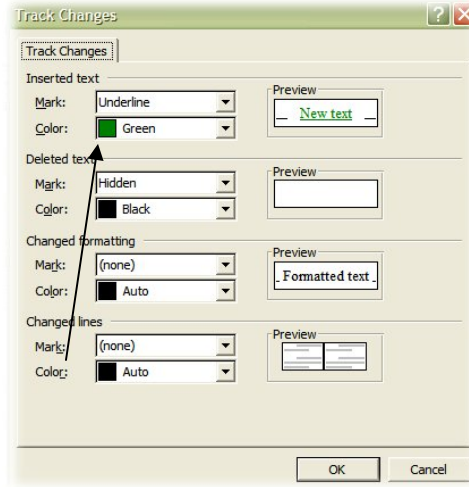 Track Changes
Track Changes
Inserted text
Mark: Underline
Color: Green
Preview
New text
Deleted text
Mark: Hidden
Color: Black
Preview
Changed formatting
Mark: (none)
Color: Auto
Preview
Formatted text
Changed lines
Mark: (none)
Color: Auto
Preview
OK Cancel